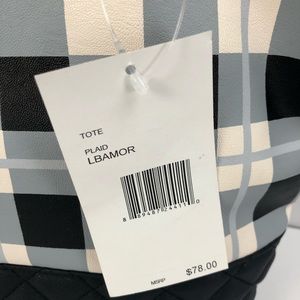 TOTE
PLAID
LBAMOR
MSRP
$78.00